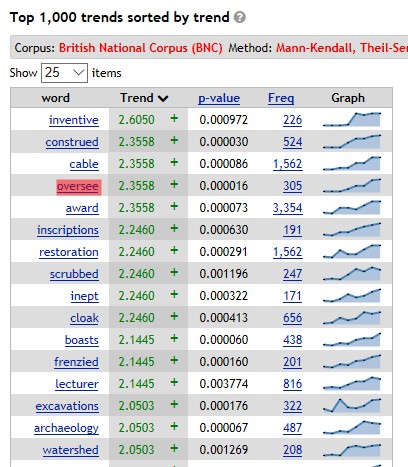 Top 1,000 trends sorted by trend ?
Corpus: British National Corpus (BNC) Method: Mann-Kendall, Theil-Sen
Show 25 items
word Trend p-value Freq Graph
inventive 2.6050 + 0.000972 226
construed 2.3558 + 0.000030 524
cable 2.3558 + 0.000086 1,562
oversee 2.3558 + 0.000016 305
award 2.3558 + 0.000073 3,354
inscriptions 2.2460 + 0.000630 191
restoration 2.2460 + 0.000291 1,562
scrubbed 2.2460 + 0.001196 247
inept 2.2460 + 0.000322 171
cloak 2.2460 + 0.000413 656
boasts 2.1445 + 0.000060 438
frenzied 2.1445 + 0.000160 201
lecturer 2.1445 + 0.003774 816
excavations 2.0503 + 0.000176 322
archaeology 2.0503 + 0.000067 487
watershed 2.0503 + 0.001269 208